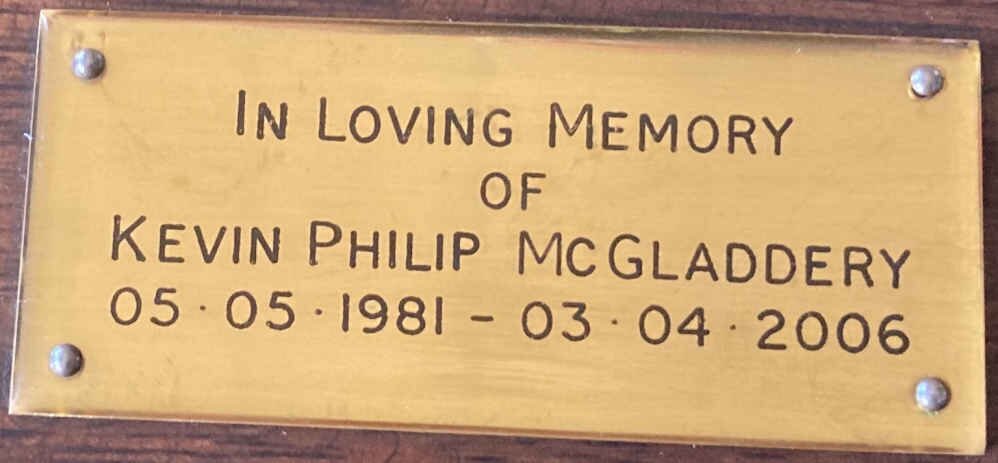 IN LOVING MEMORY
OF
KEVIN PHILIP MCGLADDERY
05·05·1981 - 03·04·2006